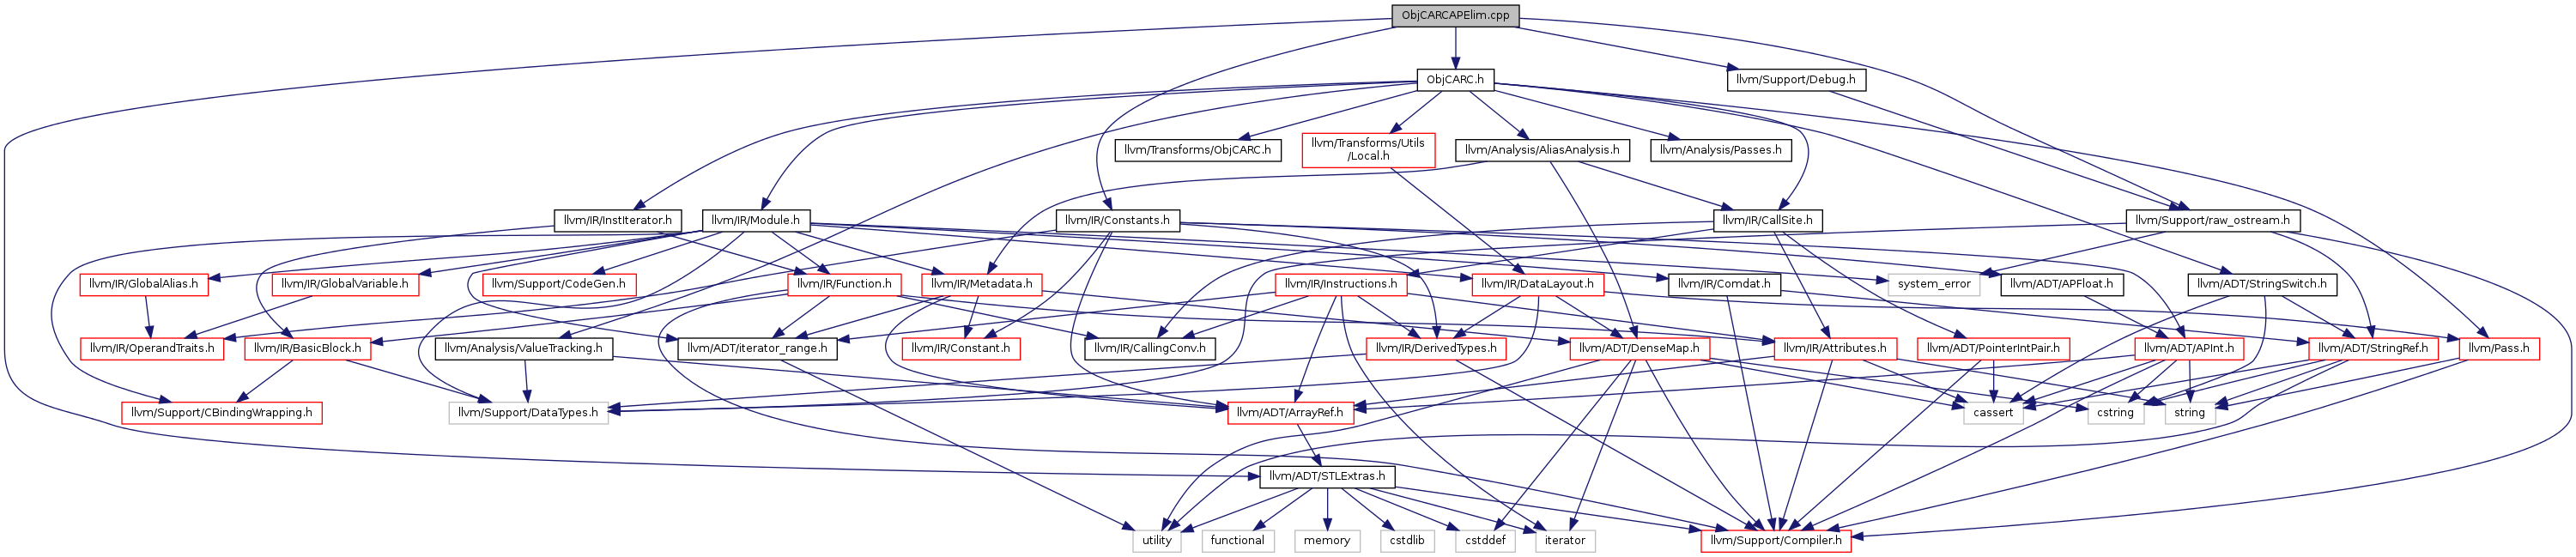 ObjCARCAPElim.cpp
ObjCARC.h
llvm/Support/Debug.h
llvm/Transforms/ObjCARC.h
llvm/Transforms/Utils
/Local.h
llvm/Analysis/AliasAnalysis.h
llvm/Analysis/Passes.h
llvm/IR/InstIterator.h
llvm/IR/Module.h
llvm/IR/Constants.h
llvm/IR/CallSite.h
llvm/Support/raw_ostream.h
llvm/IR/GlobalAlias.h
llvm/IR/GlobalVariable.h
llvm/Support/CodeGen.h
llvm/IR/Function.h
llvm/IR/Metadata.h
llvm/IR/Instructions.h
llvm/IR/DataLayout.h
llvm/IR/Comdat.h
system_error
llvm/ADT/APFloat.h
llvm/ADT/StringSwitch.h
llvm/IR/OperandTraits.h
llvm/IR/BasicBlock.h
llvm/Analysis/ValueTracking.h
llvm/ADT/iterator_range.h
llvm/IR/Constant.h
llvm/IR/CallingConv.h
llvm/IR/DerivedTypes.h
llvm/ADT/DenseMap.h
llvm/IR/Attributes.h
llvm/ADT/PointerIntPair.h
llvm/ADT/APInt.h
llvm/ADT/StringRef.h
llvm/Pass.h
llvm/Support/CBindingWrapping.h
llvm/Support/DataTypes.h
llvm/ADT/ArrayRef.h
cassert
cstring
string
llvm/ADT/STLExtras.h
utility
functional
memory
cstdlib
cstddef
iterator
llvm/Support/Compiler.h